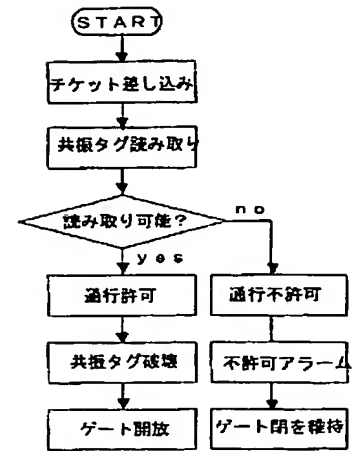 START
チケット差し込み
共振タグ読み取り
読み取り可能?
no
yes
通行許可
通行不許可
共振タグ破壊
不許可アラーム
ゲート開放
ゲート閉を維持